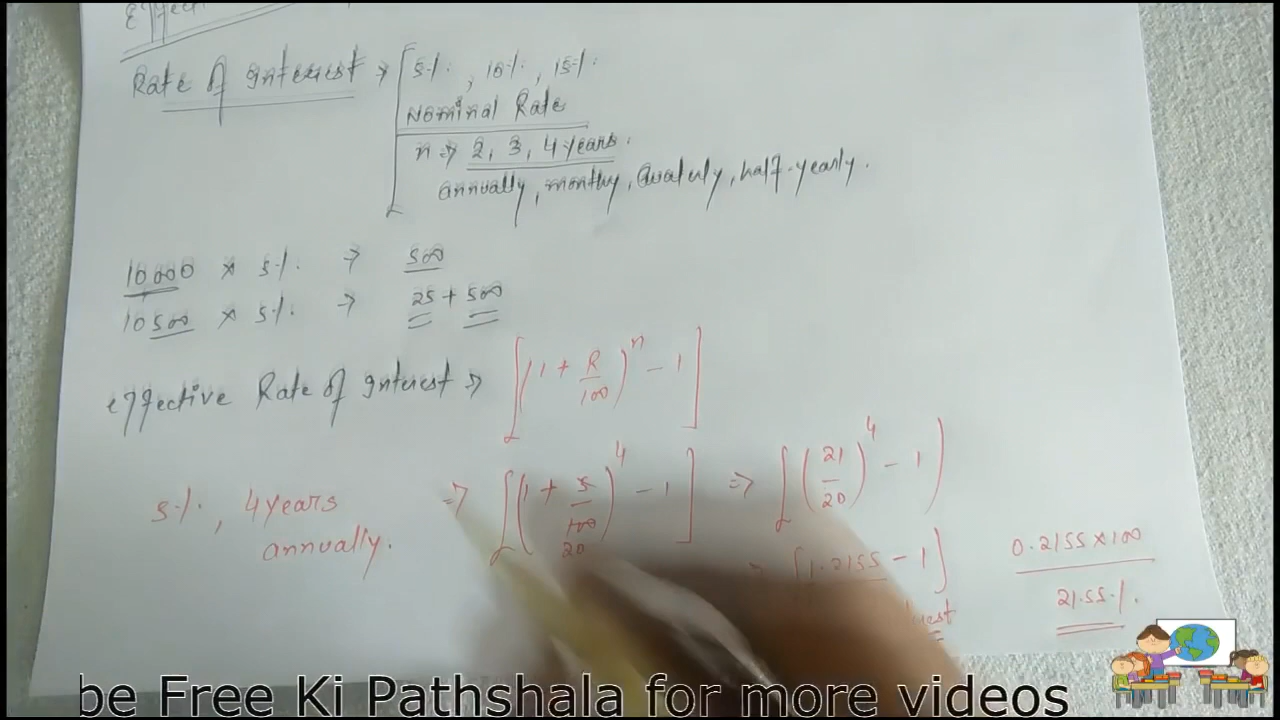 Effecti
Rate of Interest → 5%, 10%, 15%.
Nominal Rate
n ⇒ 2, 3, 4 years.
annually, monthy, Quaterly, half-yearly.
10000 × 5% ⇒ 500
10500 × 5% ⇒ 25 + 500
effective Rate of Interest ⇒ [(1 + R/100)^n − 1]
5%, 4 years ⇒ [(1 + 5/100)^4 − 1] ⇒ [(21/20)^4 − 1]
20
annually. ⇒ [1.2155 − 1] 0.2155 × 100
21.55%.
be Free Ki Pathshala for more videos